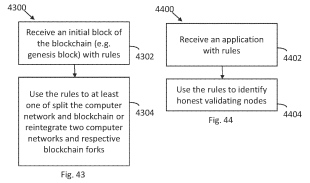 4300
Receive an initial block of
the blockchain (e.g.
genesis block) with rules
4302
Use the rules to at least
one of split the computer
network and blockchain or
reintegrate two computer
networks and respective
blockchain forks
4304
Fig. 43
4400
Receive an application
with rules
4402
Use the rules to identify
honest validating nodes
4404
Fig. 44